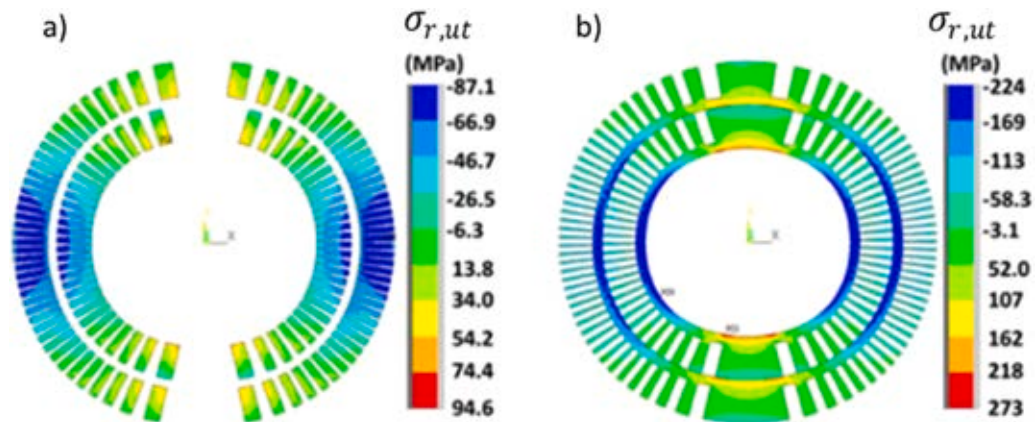 a)
σr,ut
(MPa)
-87.1
-66.9
-46.7
-26.5
-6.3
13.8
34.0
54.2
74.4
94.6
X
b)
σr,ut
(MPa)
-224
-169
-113
-58.3
-3.1
52.0
107
162
218
273
X